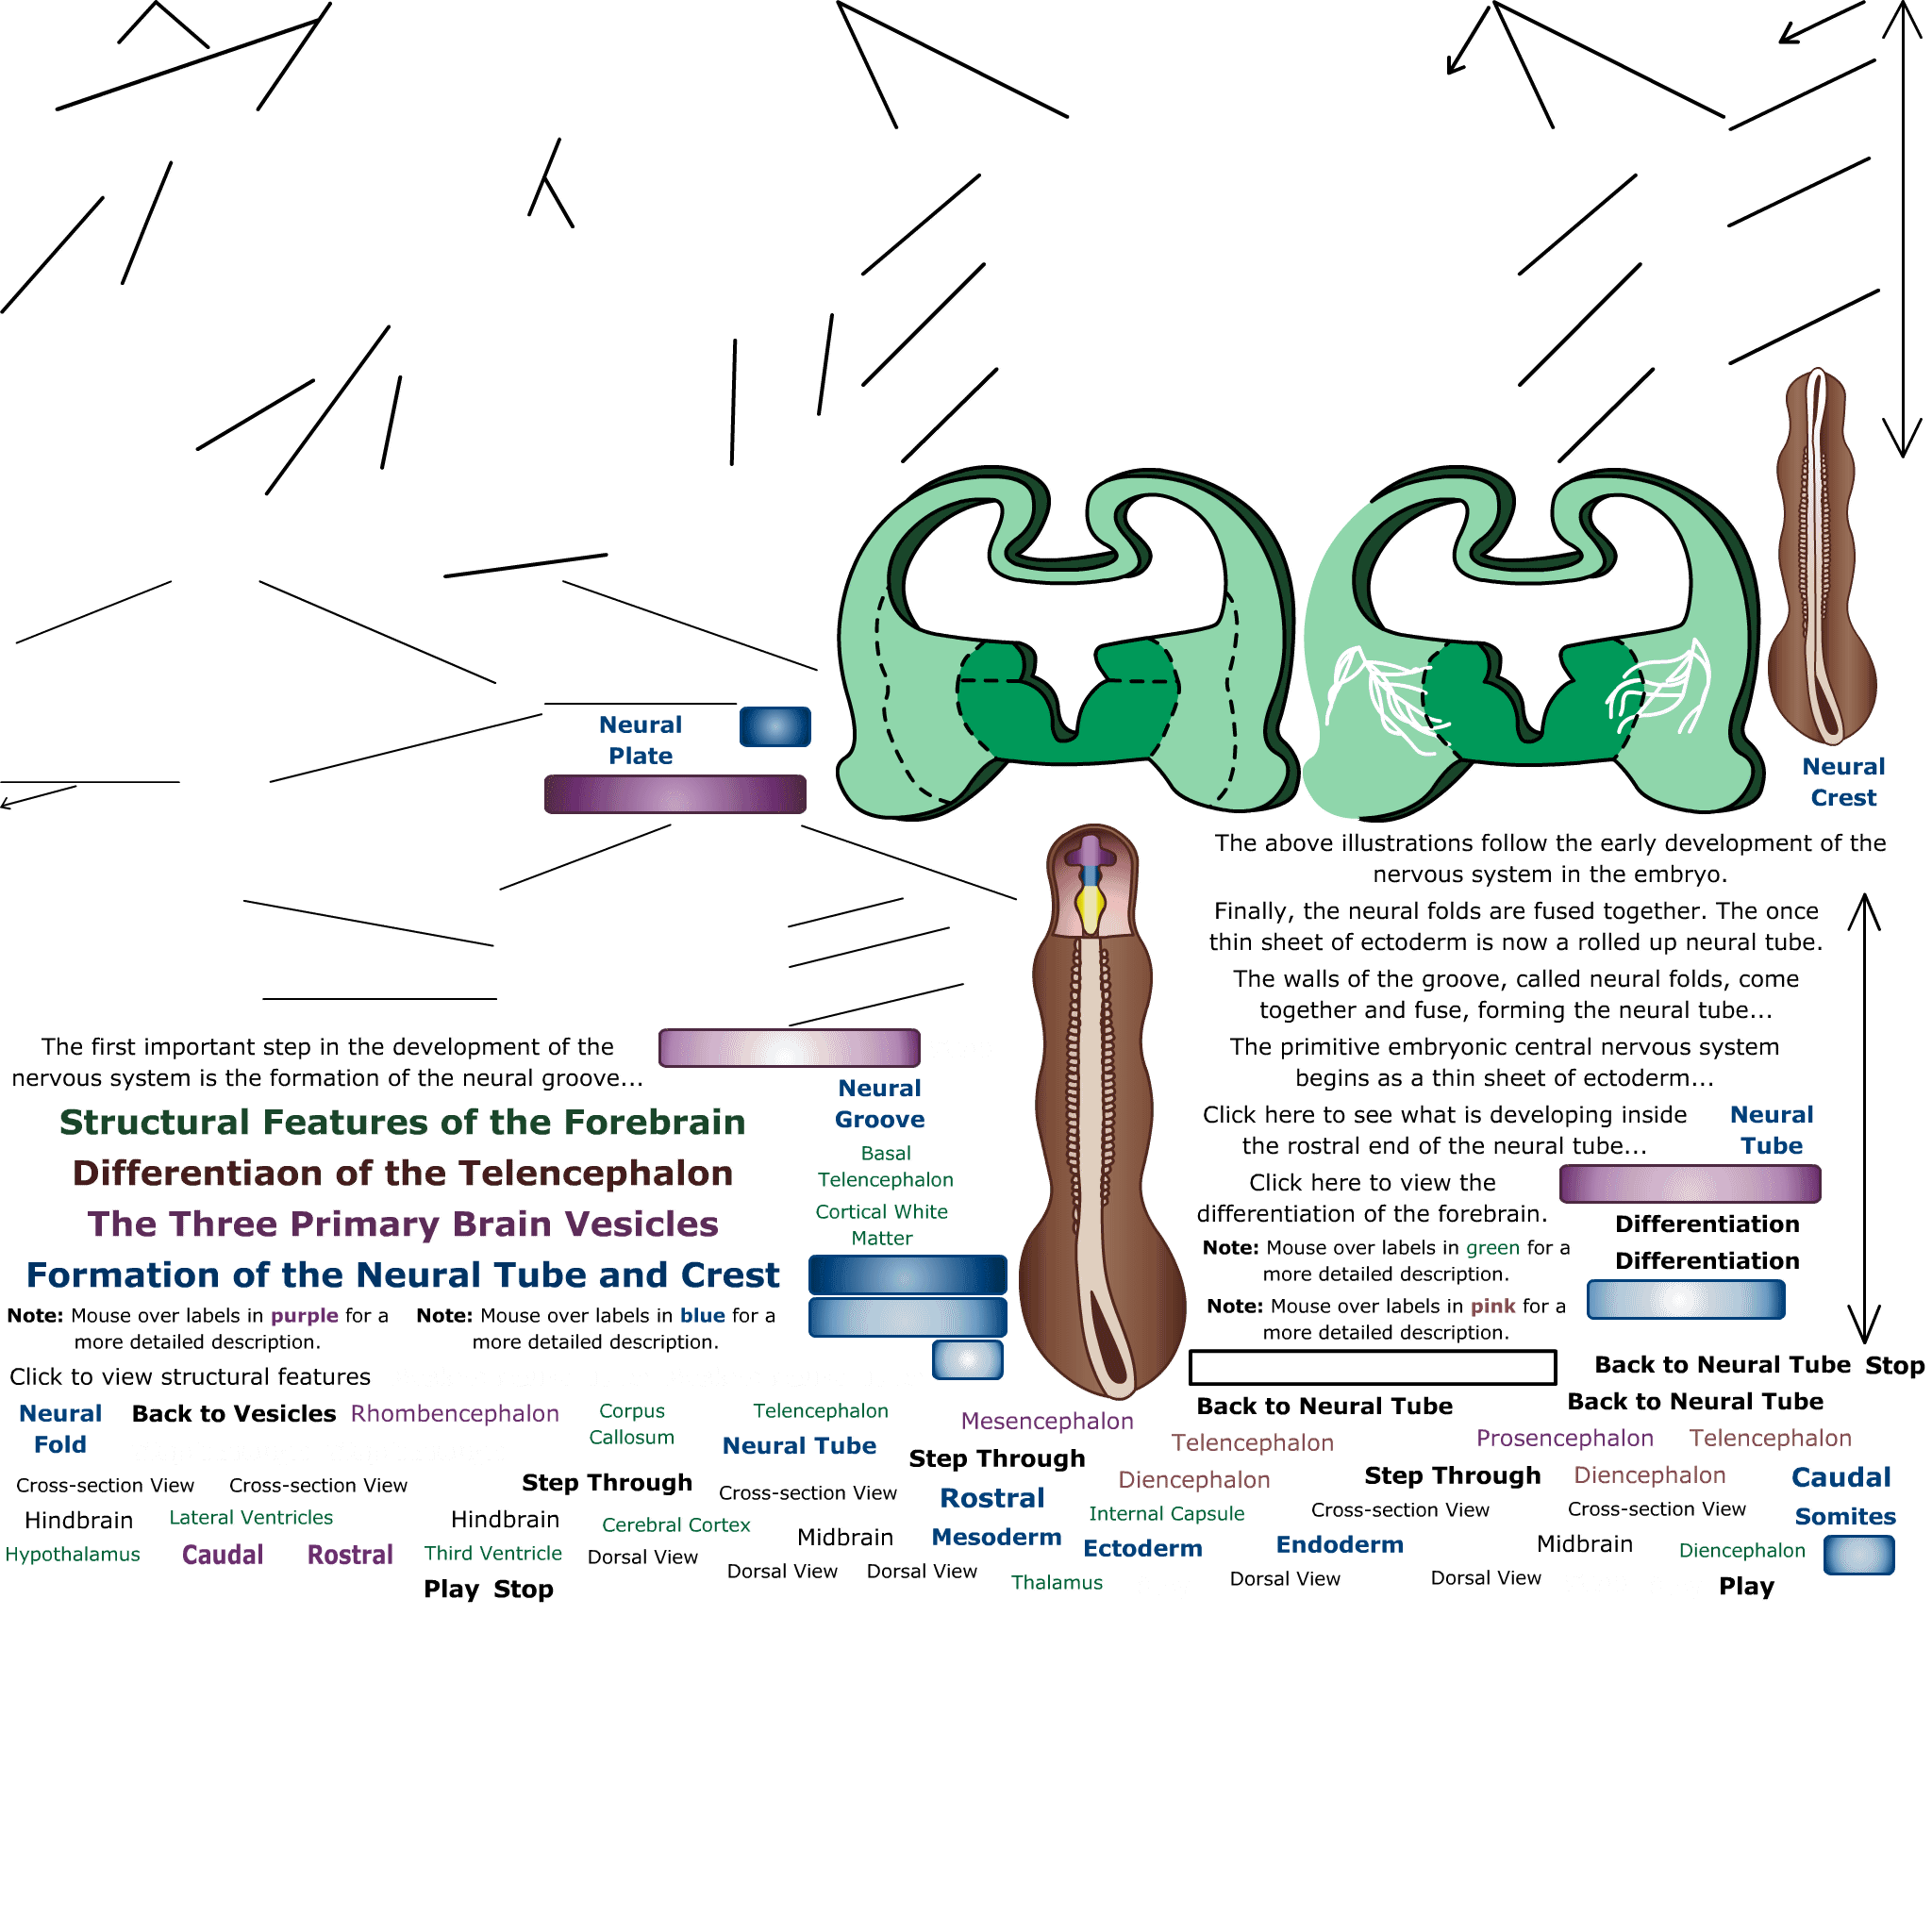 Neural
Plate
Neural
Crest
The above illustrations follow the early development of the
nervous system in the embryo.
Finally, the neural folds are fused together. The once
thin sheet of ectoderm is now a rolled up neural tube.
The walls of the groove, called neural folds, come
together and fuse, forming the neural tube...
The first important step in the development of the
nervous system is the formation of the neural groove...
The primitive embryonic central nervous system
begins as a thin sheet of ectoderm...
Neural
Groove
Structural Features of the Forebrain
Click here to see what is developing inside
the rostral end of the neural tube...
Neural
Tube
Basal
Telencephalon
Differentiaon of the Telencephalon
Click here to view the
differentiation of the forebrain.
Cortical White
Matter
The Three Primary Brain Vesicles
Differentiation
Differentiation
Note: Mouse over labels in green for a
more detailed description.
Formation of the Neural Tube and Crest
Note: Mouse over labels in purple for a
more detailed description.
Note: Mouse over labels in blue for a
more detailed description.
Note: Mouse over labels in pink for a
more detailed description.
Click to view structural features
Back to Neural Tube
Stop
Neural
Fold
Back to Vesicles
Rhombencephalon
Corpus
Callosum
Telencephalon
Neural Tube
Mesencephalon
Back to Neural Tube
Back to Neural Tube
Step Through
Telencephalon
Prosencephalon
Telencephalon
Cross-section View
Cross-section View
Step Through
Cross-section View
Rostral
Diencephalon
Step Through
Diencephalon
Caudal
Hindbrain
Lateral Ventricles
Hindbrain
Cerebral Cortex
Midbrain
Mesoderm
Internal Capsule
Cross-section View
Cross-section View
Somites
Hypothalamus
Caudal
Rostral
Third Ventricle
Dorsal View
Dorsal View
Dorsal View
Ectoderm
Endoderm
Midbrain
Diencephalon
Play
Stop
Thalamus
Dorsal View
Dorsal View
Play